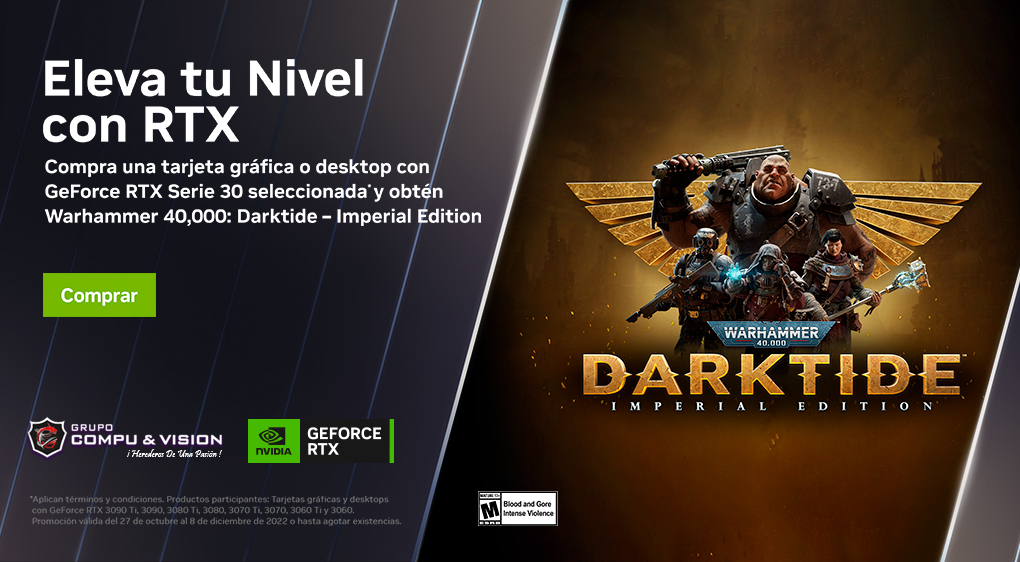 Eleva tu Nivel
con RTX
Compra una tarjeta gráfica o desktop con
GeForce RTX Serie 30 seleccionada* y obtén
Warhammer 40,000: Darktide – Imperial Edition
Comprar
GRUPO
COMPU & VISION
¡ Herederos De Una Pasión !
NVIDIA
GEFORCE
RTX
*Aplican términos y condiciones. Productos participantes: Tarjetas gráficas y desktops
con GeForce RTX 3090 Ti, 3090, 3080 Ti, 3080, 3070 Ti, 3070, 3060 Ti y 3060.
Promoción válida del 27 de octubre al 8 de diciembre de 2022 o hasta agotar existencias.
WARHAMMER
40,000
DARKTIDE
IMPERIAL EDITION
MATURE 17+
M
Blood and Gore
Intense Violence